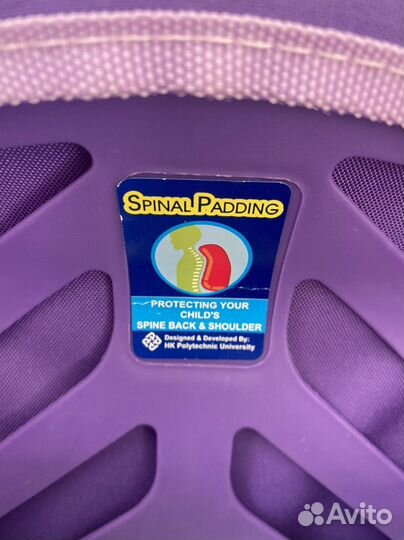 SPINAL PADDING
PROTECTING YOUR
CHILD'S
SPINE BACK & SHOULDER
Designed & Developed By:
HK Polytechnic University
Avito